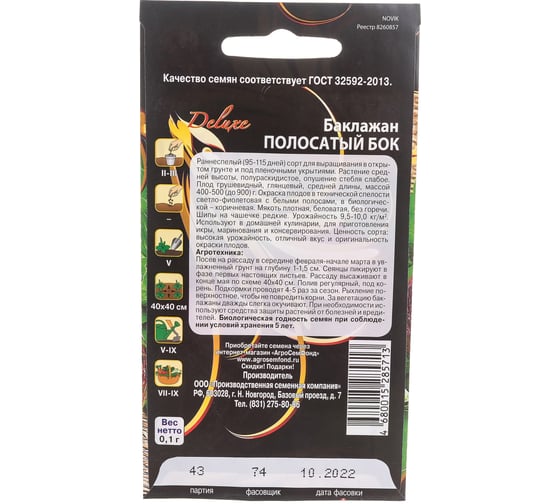 NOVIK
Реестр 8260857
Качество семян соответствует ГОСТ 32592-2013.
Deluxe
Баклажан
ПОЛОСАТЫЙ БОК
II-III
–
V
40х40 см
V-IX
VII-IX
Раннеспелый (95-115 дней) сорт для выращивания в откры-
том грунте и под пленочными укрытиями. Растение сред-
ней высоты, полураскидистое, опушение стебля слабое.
Плод грушевидный, глянцевый, средней длины, массой
400-500 (до 900) г. Окраска плодов в технической спелости
светло-фиолетовая с белыми полосами, в биологичес-
кой – коричневая. Мякоть плотная, беловатая, без горечи.
Шипы на чашечке редкие. Урожайность 9,5-10,0 кг/м².
Используют в домашней кулинарии, для приготовления
икры, маринования и консервирования. Ценность сорта:
высокая, урожайность, отличный вкус и оригинальность
окраски плодов.
Агротехника:
Посев на рассаду в середине февраля-начале марта в ув-
лажненный грунт на глубину 1-1,5 см. Сеянцы пикируют в
фазе первых настоящих листьев. Рассаду высаживают в
конце мая по схеме 40х40 см. Полив регулярный, под ко-
рень. Подкормки проводят 4-5 раз за сезон. Рыхление по-
верхностное, чтобы не повредить корни. За вегетацию бак-
лажаны дважды слегка окучивают. При необходимости ис-
пользуют средства защиты растений от болезней и вреди-
телей. Биологическая годность семян при соблюде-
нии условий хранения 5 лет.
Приобретайте семена через
интернет-магазин «АгроСемФонд»
www.agrosemfond.ru
Скидки! Подарки!
Производитель
ООО «Производственная семенная компания»
РФ, 603028, г. Н. Новгород, Базовый проезд, д. 7
Тел. (831) 275-80-36
4 680015 285713
Вес
нетто
0,1 г
43 74 10.2022
партия фасовщик дата фасовки